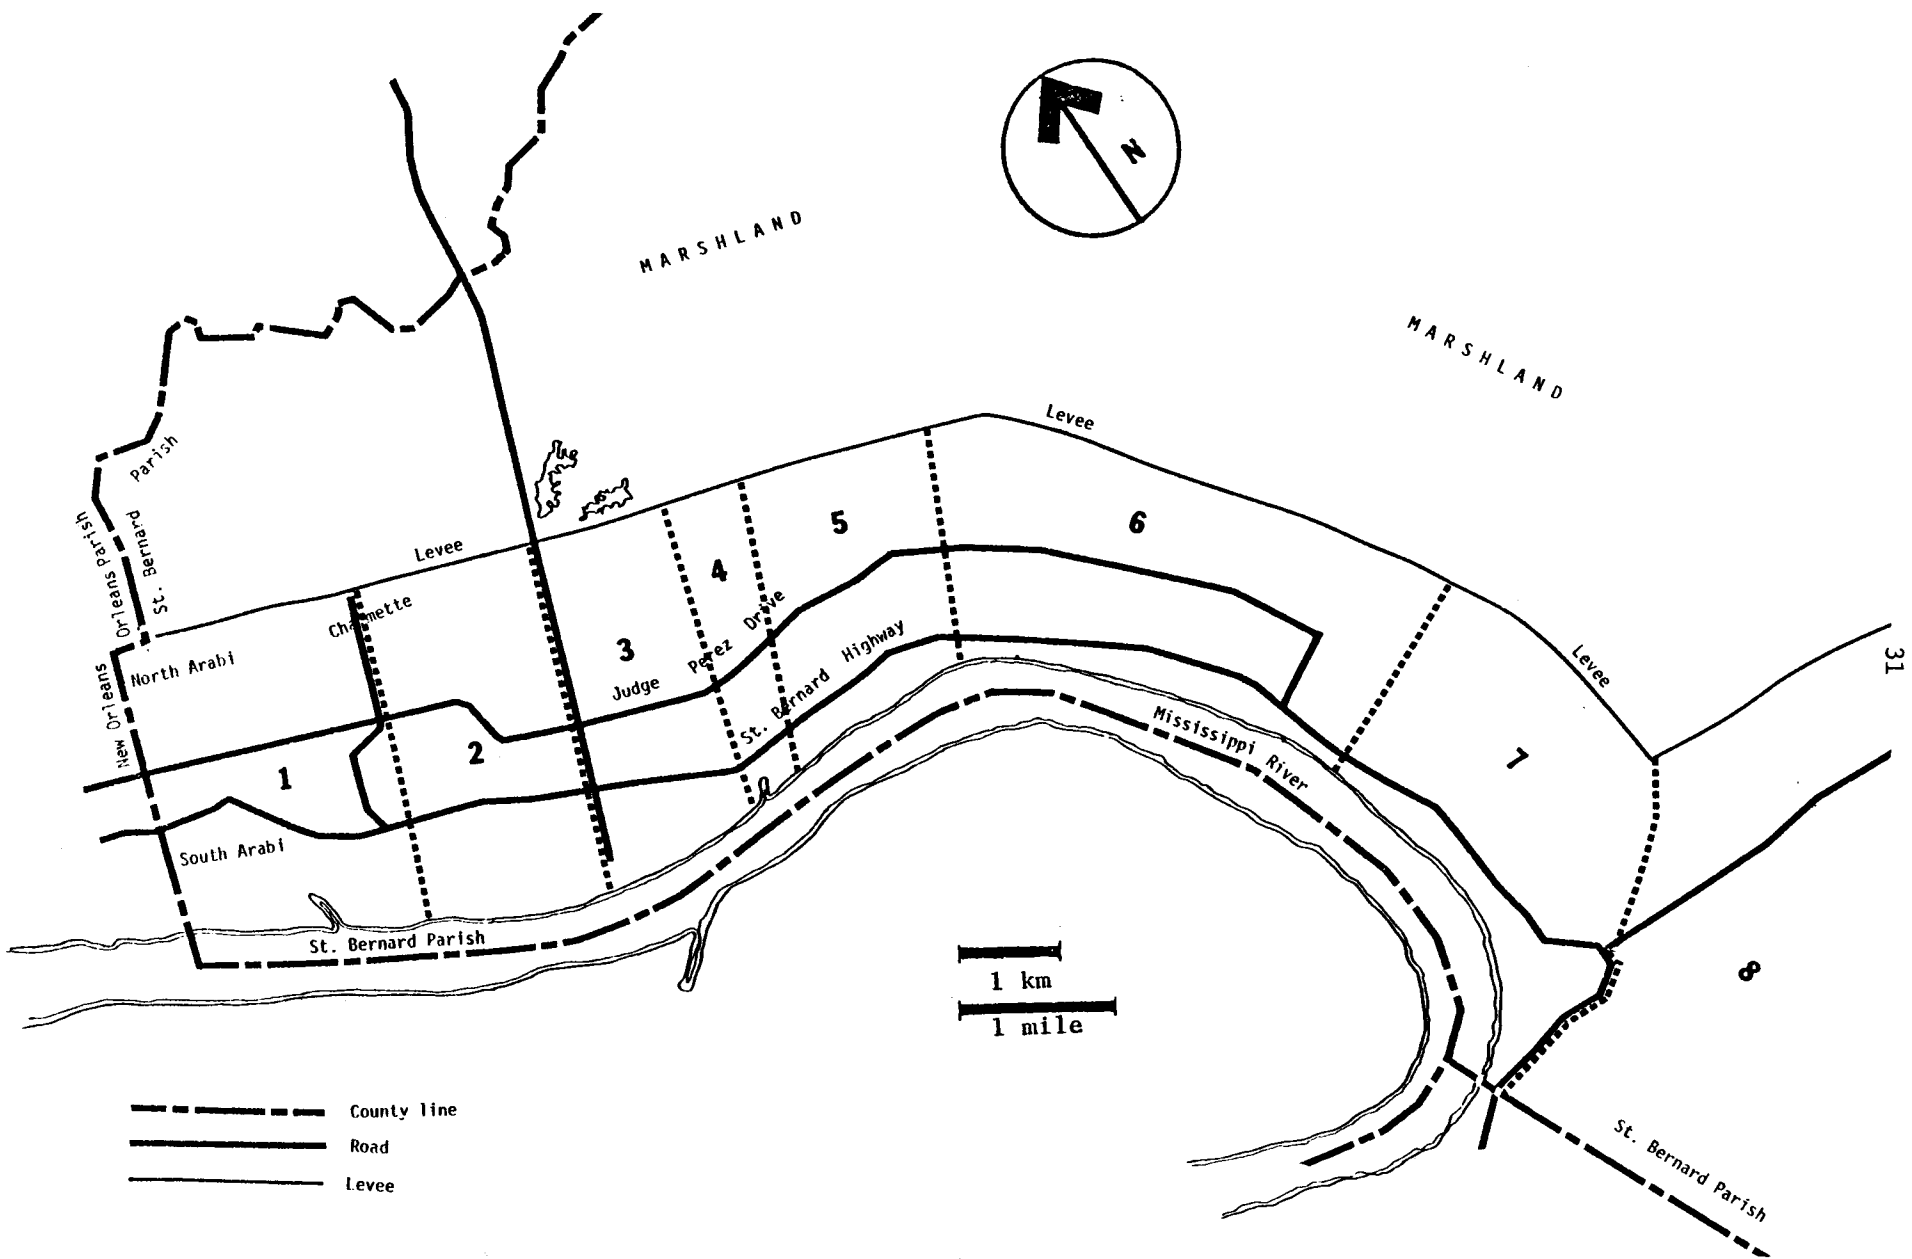 N
MARSHLAND
MARSHLAND
Levee
Parish
St. Bernard
Orleans Parish
Levee
5
6
4
Chalmette
Drive
3
Perez
Judge
Highway
St. Bernard
Levee
31
North Arabi
New Orleans
1
2
South Arabi
Mississippi
River
7
St. Bernard Parish
8
1 km
1 mile
County line
Road
Levee
St. Bernard Parish